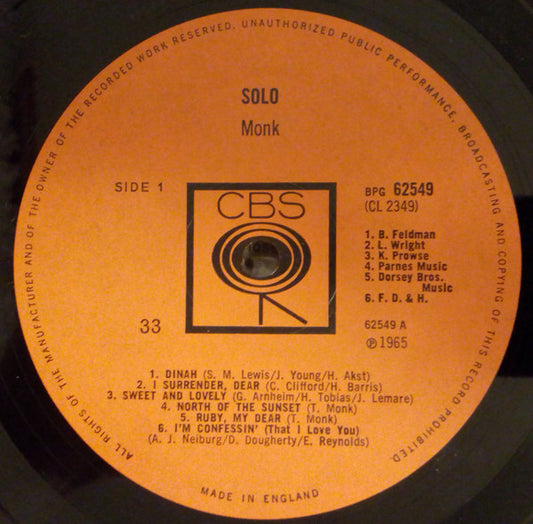 ALL RIGHTS OF THE MANUFACTURER AND OF THE OWNER OF THE RECORDED WORK RESERVED. UNAUTHORIZED PUBLIC PERFORMANCE, BROADCASTING AND COPYING OF THIS RECORD PROHIBITED.
SOLO
Monk
SIDE 1
BPG 62549
(CL 2349)
CBS
1. B. Feldman
2. L. Wright
3. K. Prowse
4. Parnes Music
5. Dorsey Bros.
Music
6. F. D. & H.
33
62549 A
℗ 1965
1. DINAH (S. M. Lewis/J. Young/H. Akst)
2. I SURRENDER, DEAR (C. Clifford/H. Barris)
3. SWEET AND LOVELY (G. Arnheim/H. Tobias/J. Lemare)
4. NORTH OF THE SUNSET (T. Monk)
5. RUBY, MY DEAR (T. Monk)
6. I'M CONFESSIN' (That I Love You)
(A. J. Neiburg/D. Dougherty/E. Reynolds)
MADE IN ENGLAND